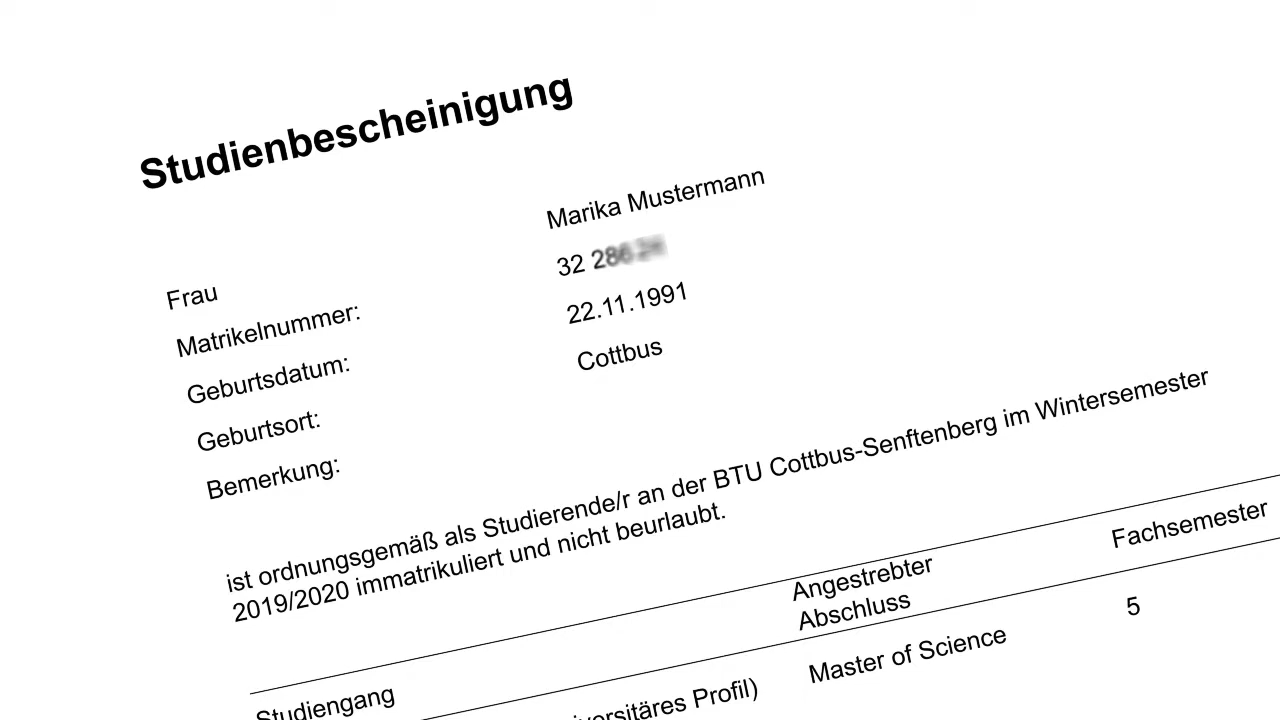 Studienbescheinigung
Frau Marika Mustermann
Matrikelnummer: 32
Geburtsdatum: 22.11.1991
Geburtsort: Cottbus
Bemerkung:
ist ordnungsgemäß als Studierende/r an der BTU Cottbus-Senftenberg im Wintersemester
2019/2020 immatrikuliert und nicht beurlaubt.
Studiengang Angestrebter Abschluss Fachsemester
Profil) Master of Science 5